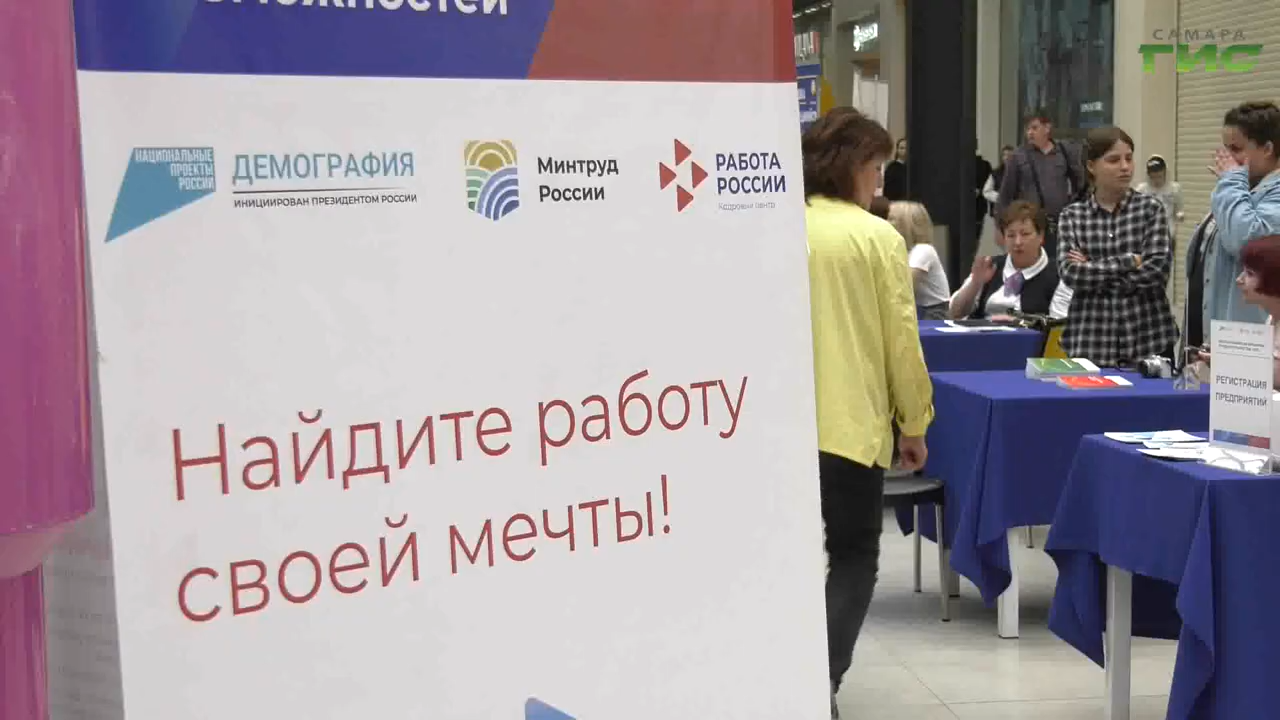 САМАРА
ГИС
НАЦИОНАЛЬНЫЕ
ПРОЕКТЫ
РОССИИ
ДЕМОГРАФИЯ
ИНИЦИИРОВАН ПРЕЗИДЕНТОМ РОССИИ
Минтруд
России
РАБОТА
РОССИИ
Кадровый центр
Найдите работу
своей мечты!
РЕГИСТРАЦИЯ
ПРЕДПРИЯТИЙ